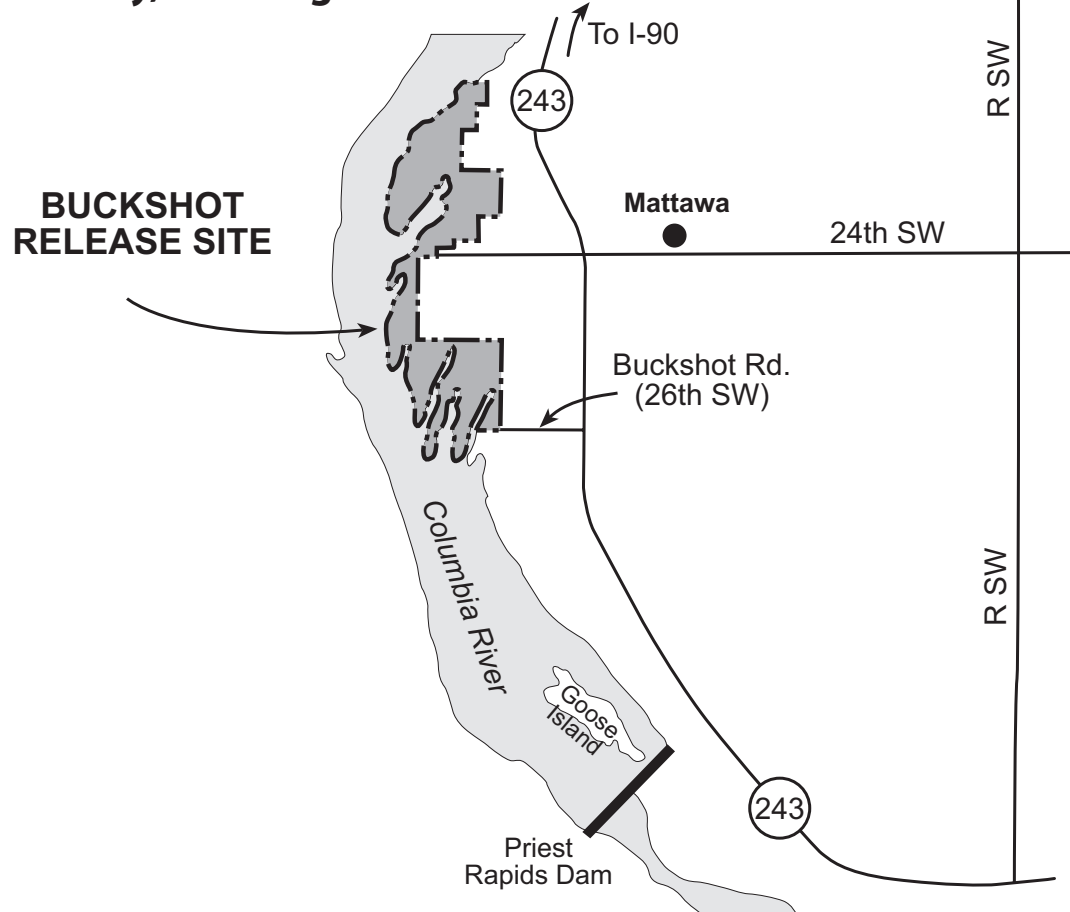 To I-90
243
R SW
BUCKSHOT
RELEASE SITE
Mattawa
24th SW
Buckshot Rd.
(26th SW)
Columbia River
R SW
Goose
Island
243
Priest
Rapids Dam